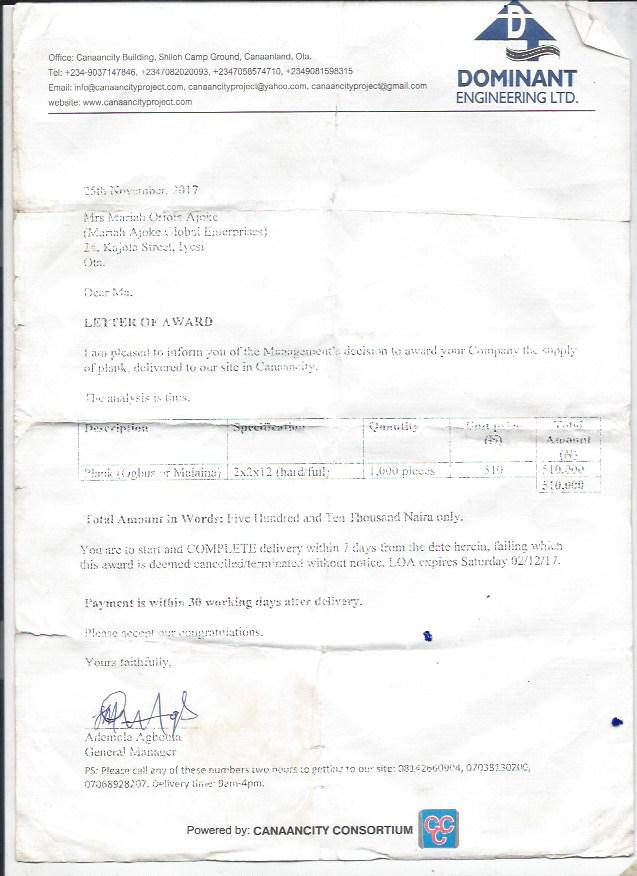 D
DOMINANT
ENGINEERING LTD.
Office: Canaancity Building, Shiloh Camp Ground, Canaanland, Ota.
Tel: +234-9037147846, +2347082020093, +2347058574710, +2349081598315
Email: info@canaancityproject.com, canaancityproject@yahoo.com, canaancityproject@gmail.com
website: www.canaancityproject.com
25th November, 2017
Mrs Mariah Ajoke
(Mariah Ajoke Global Enterprises)
24, Kajola Street, Iyesi
Ota.
Dear Ma,
LETTER OF AWARD
I am pleased to inform you of the Management's decision to award your Company the supply
of plank, delivered to our site in Canaancity.
The analysis is thus.
Description Specification Quantity Unit price (₦) Total Amount (₦)
Plank (Ogbus or Melaina) 2x2x12 (hard/full) 1,000 pieces 510 510,000
510,000
Total Amount in Words: Five Hundred and Ten Thousand Naira only.
You are to start and COMPLETE delivery within 7 days from the date herein, failing which
this award is deemed cancelled/terminated without notice. LOA expires Saturday 02/12/17.
Payment is within 30 working days after delivery.
Please accept our congratulations.
Yours faithfully,
Ademola Agboola
General Manager
PS: Please call any of these numbers two hours to getting to our site: 08142660904, 07038130200,
07068928207. Delivery time: 9am-4pm.
Powered by: CANAANCITY CONSORTIUM
CCC